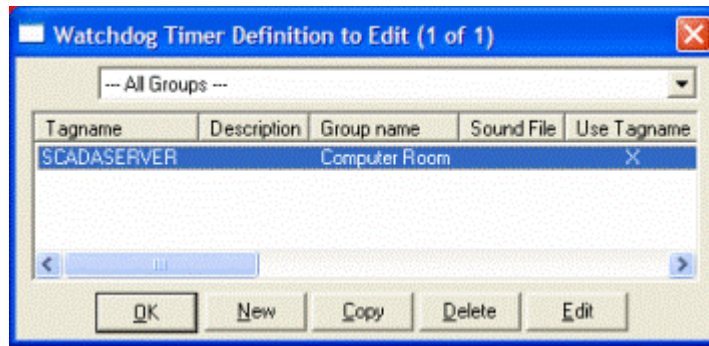 Watchdog Timer Definition to Edit (1 of 1)
--- All Groups ---
Tagname Description Group name Sound File Use Tagname
SCADASERVER Computer Room X
OK New Copy Delete Edit